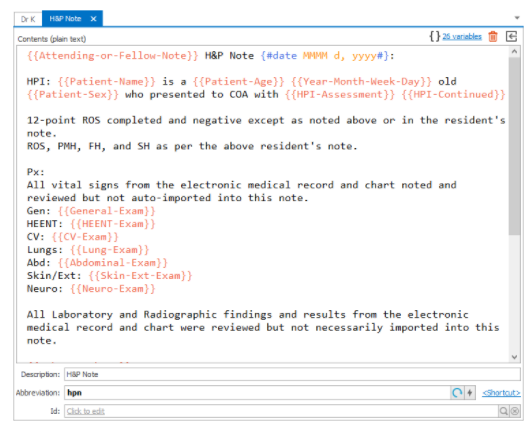 Dr K H&P Note ×
Contents (plain text) { } 26 variables
{{Attending-or-Fellow-Note}} H&P Note {#date MMMM d, yyyy#}:
HPI: {{Patient-Name}} is a {{Patient-Age}} {{Year-Month-Week-Day}} old
{{Patient-Sex}} who presented to COA with {{HPI-Assessment}} {{HPI-Continued}}
12-point ROS completed and negative except as noted above or in the resident's
note.
ROS, PMH, FH, and SH as per the above resident's note.
Px:
All vital signs from the electronic medical record and chart noted and
reviewed but not auto-imported into this note.
Gen: {{General-Exam}}
HEENT: {{HEENT-Exam}}
CV: {{CV-Exam}}
Lungs: {{Lung-Exam}}
Abd: {{Abdominal-Exam}}
Skin/Ext: {{Skin-Ext-Exam}}
Neuro: {{Neuro-Exam}}
All Laboratory and Radiographic findings and results from the electronic
medical record and chart were reviewed but not necessarily imported into this
note.
Description: H&P Note
Abbreviation: hpn <Shortcut>
Id: Click to edit